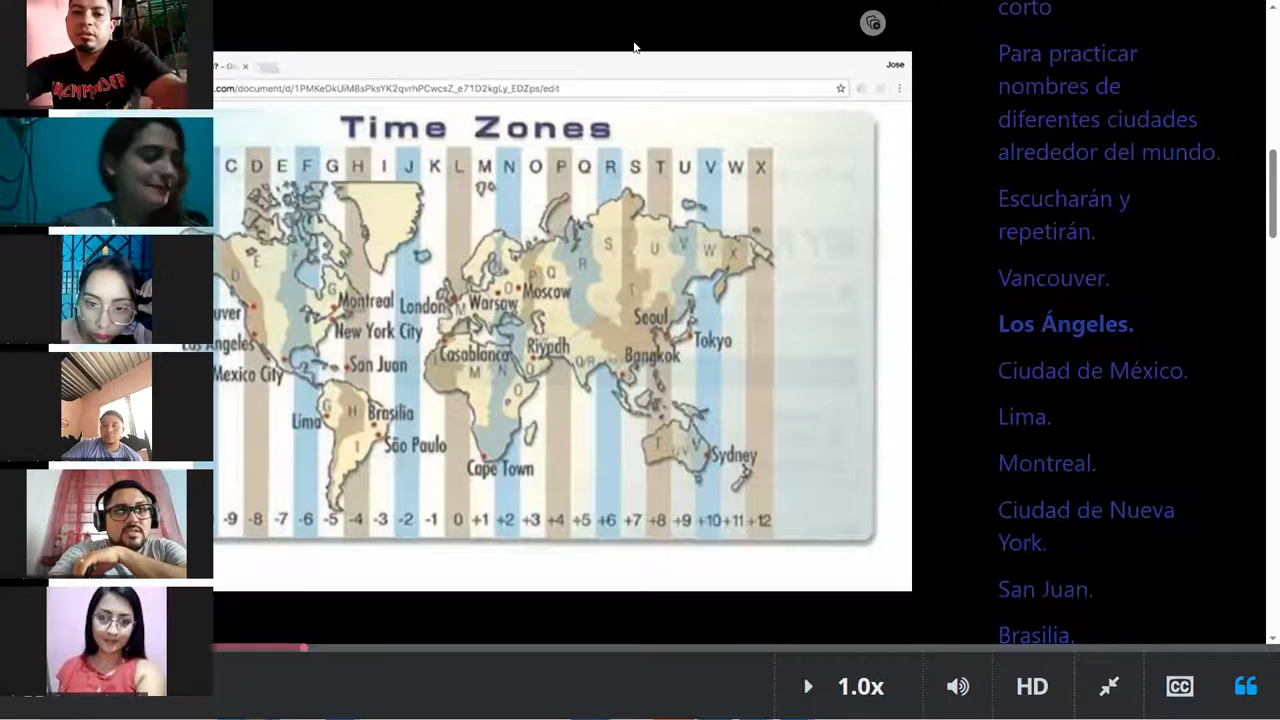 IRON MAIDEN
Jose
.com/document/d/1PMKeDkUiM8sPksYK2qvrhPCwcsZ_e71D2kgLy_EDZps/edit
Time Zones
C D E F G H I J K L M N O P Q R S T U V W X
D E F G
S U V W X
R T
P Q
O
Montreal London Warsaw Moscow
M
uver
New York City
Los Angeles
Seoul
Tokyo
Casablanca Riyadh Bangkok
San Juan
Mexico City
M N O Q/R
Lima G H Brasilia
I São Paulo
T V Sydney
Cape Town
-9 -8 -7 -6 -5 -4 -3 -2 -1 0 +1 +2 +3 +4 +5 +6 +7 +8 +9 +10 +11 +12
corto
Para practicar
nombres de
diferentes ciudades
alrededor del mundo.
Escucharán y
repetirán.
Vancouver.
Los Ángeles.
Ciudad de México.
Lima.
Montreal.
Ciudad de Nueva
York.
San Juan.
Brasilia.
1.0x
HD
CC